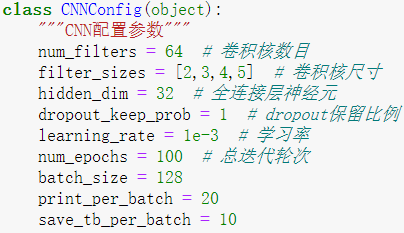 class CNNConfig(object):
    """CNN配置参数"""
    num_filters = 64  # 卷积核数目
    filter_sizes = [2,3,4,5]  # 卷积核尺寸
    hidden_dim = 32  # 全连接层神经元
    dropout_keep_prob = 1  # dropout保留比例
    learning_rate = 1e-3  # 学习率
    num_epochs = 100  # 总迭代轮次
    batch_size = 128
    print_per_batch = 20
    save_tb_per_batch = 10